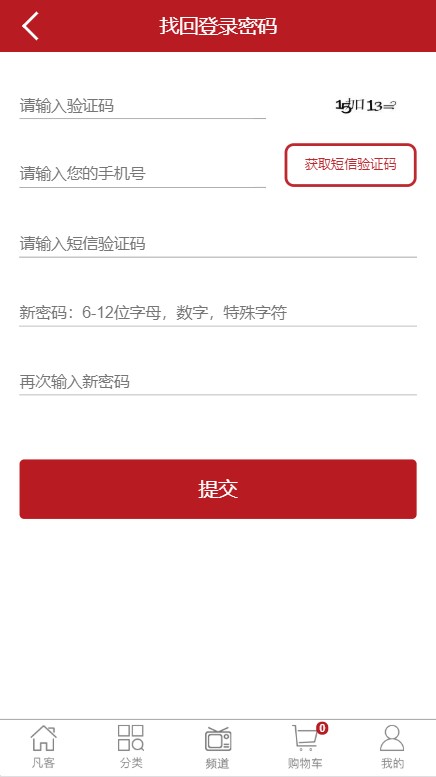 找回登录密码
请输入验证码
15加13=?
请输入您的手机号
获取短信验证码
请输入短信验证码
新密码：6-12位字母，数字，特殊字符
再次输入新密码
提交
0
凡客 分类 频道 购物车 我的